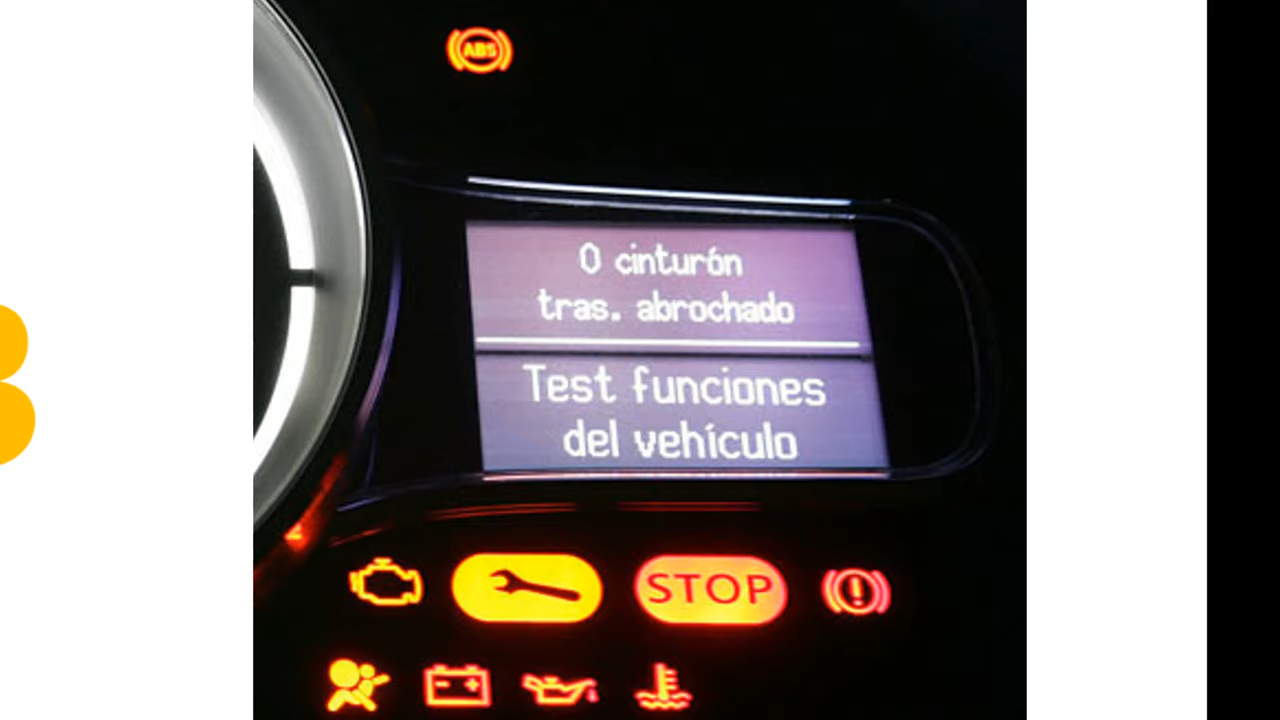 ABS
0 cinturón
tras. abrochado
Test funciones
del vehículo
STOP